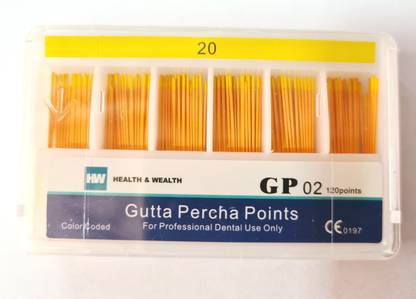 20
HW HEALTH & WEALTH
GP 02 120points
Gutta Percha Points
Color Coded
For Professional Dental Use Only
CE 0197